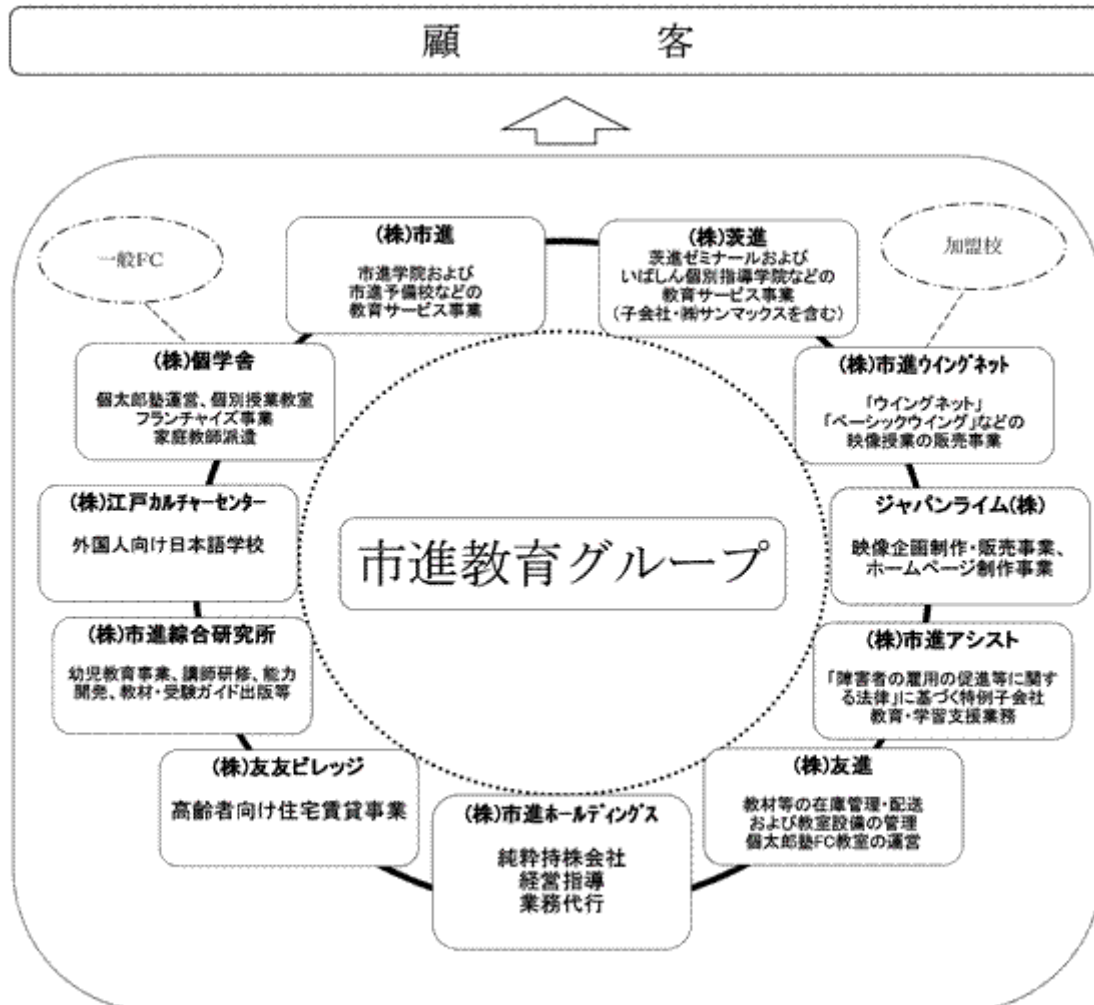 顧客
一般FC
加盟校
(株)市進
市進学院および
市進予備校などの
教育サービス事業
(株)茨進
茨進ゼミナールおよび
いばしん個別指導学院などの
教育サービス事業
(子会社・㈱サンマックスを含む)
(株)個学舎
個太郎塾運営、個別授業教室
フランチャイズ事業
家庭教師派遣
(株)市進ウイングネット
「ウイングネット」
「ベーシックウイング」などの
映像授業の販売事業
(株)江戸カルチャーセンター
外国人向け日本語学校
市進教育グループ
ジャパンライム(株)
映像企画制作・販売事業、
ホームページ制作事業
(株)市進綜合研究所
幼児教育事業、講師研修、能力
開発、教材・受験ガイド出版等
(株)市進アシスト
「障害者の雇用の促進等に関す
る法律」に基づく特例子会社
教育・学習支援業務
(株)友友ビレッジ
高齢者向け住宅賃貸事業
(株)市進ホールディングス
純粋持株会社
経営指導
業務代行
(株)友進
教材等の在庫管理・配送
および教室設備の管理
個太郎塾FC教室の運営